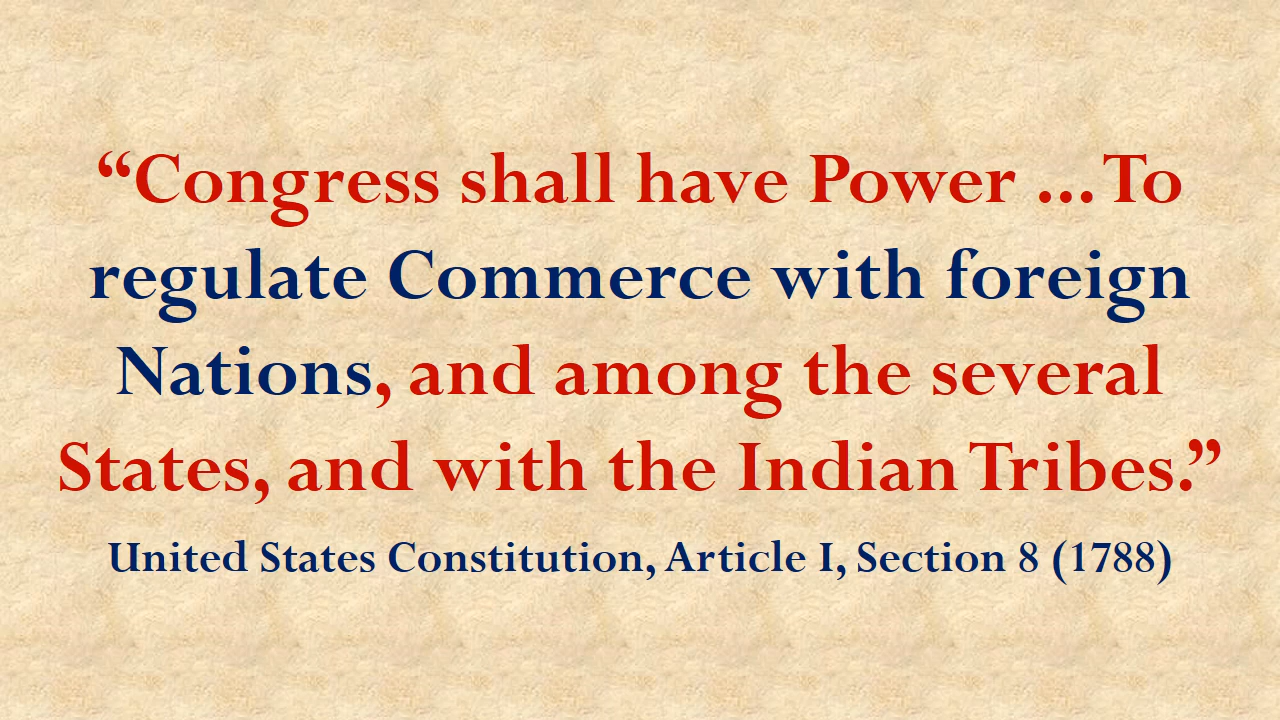 “Congress shall have Power ... To
regulate Commerce with foreign
Nations, and among the several
States, and with the Indian Tribes.”
United States Constitution, Article I, Section 8 (1788)